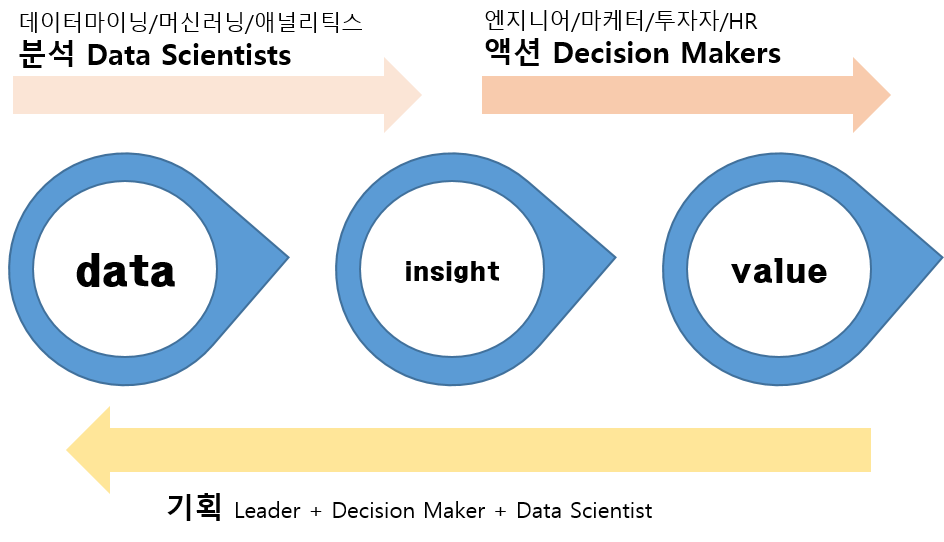 데이터마이닝/머신러닝/애널리틱스
분석 Data Scientists
엔지니어/마케터/투자자/HR
액션 Decision Makers
data
insight
value
기획 Leader + Decision Maker + Data Scientist